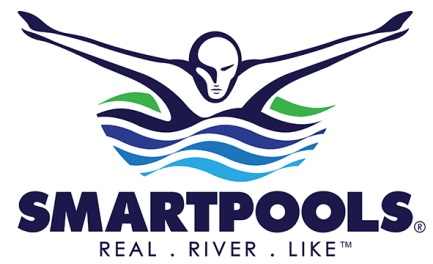 SMARTPOOLS®
REAL . RIVER . LIKE™